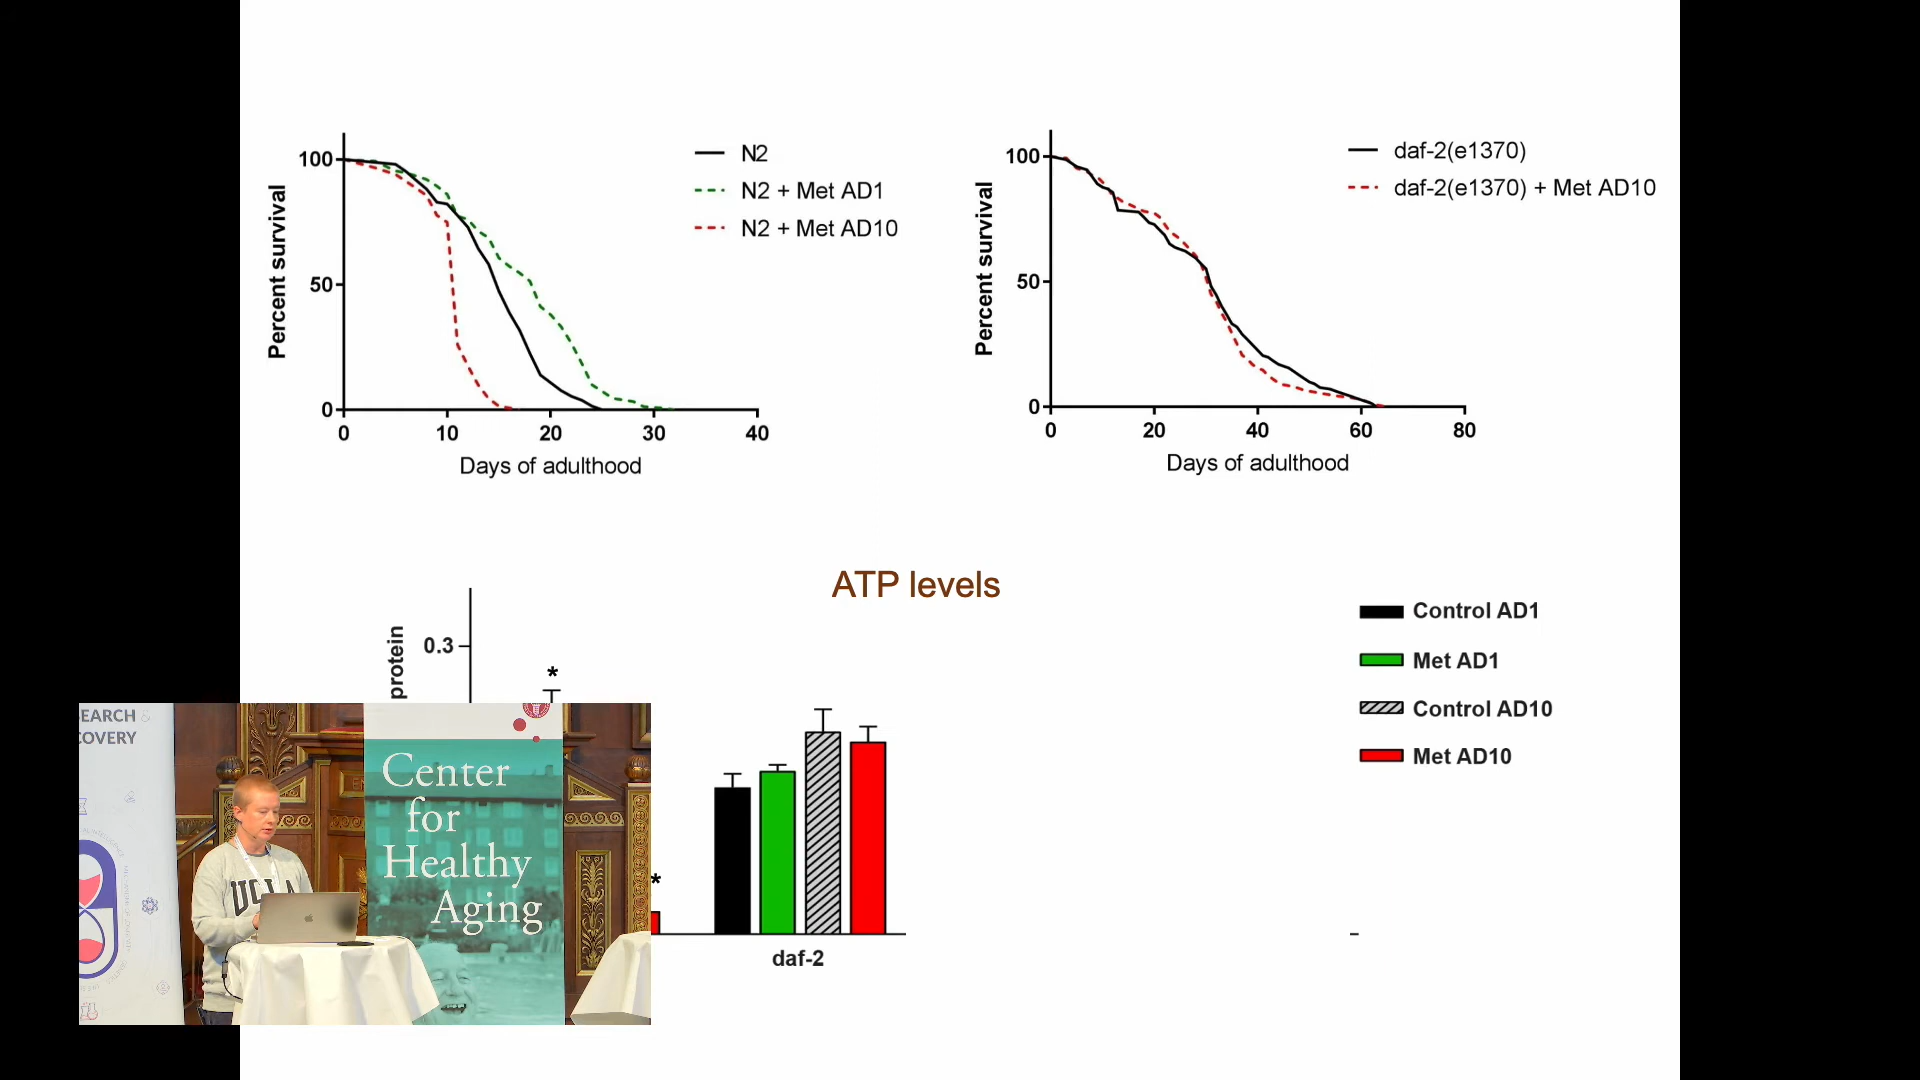 100
50
0
0
10
20
30
40
Percent survival
Days of adulthood
N2
N2 + Met AD1
N2 + Met AD10
100
50
0
0
20
40
60
80
Percent survival
Days of adulthood
daf-2(e1370)
daf-2(e1370) + Met AD10
ATP levels
protein
0.3
*
*
daf-2
Control AD1
Met AD1
Control AD10
Met AD10
EARCH
COVERY
UCLA
Center
for
Healthy
Aging